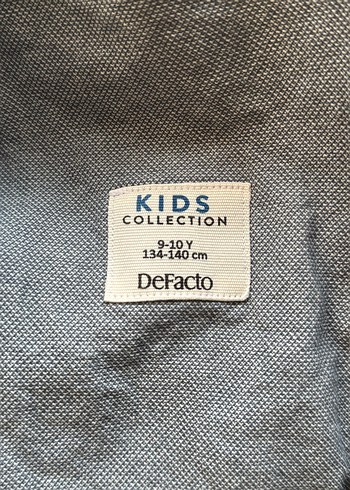 KIDS
COLLECTION
9-10 Y
134-140 cm
DeFacto